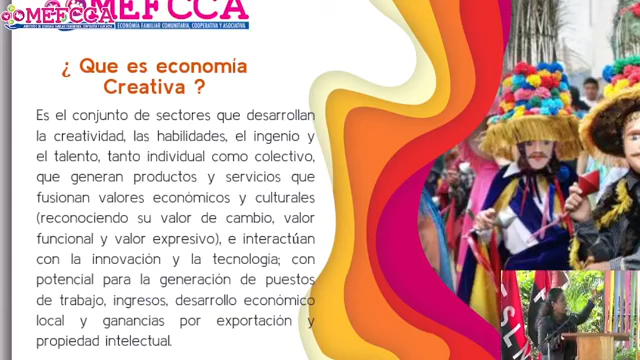 OMEFCCA
OMEFCCA
ECONOMÍA FAMILIAR COMUNITARIA, COOPERATIVA Y ASOCIATIVA
¿ Que es economía
Creativa ?
Es el conjunto de sectores que desarrollan
la creatividad, las habilidades, el ingenio y
el talento, tanto individual como colectivo,
que generan productos y servicios que
fusionan valores económicos y culturales
(reconociendo su valor de cambio, valor
funcional y valor expresivo), e interactúan
con la innovación y la tecnología; con
potencial para la generación de puestos
de trabajo, ingresos, desarrollo económico
local y ganancias por exportación y
propiedad intelectual.